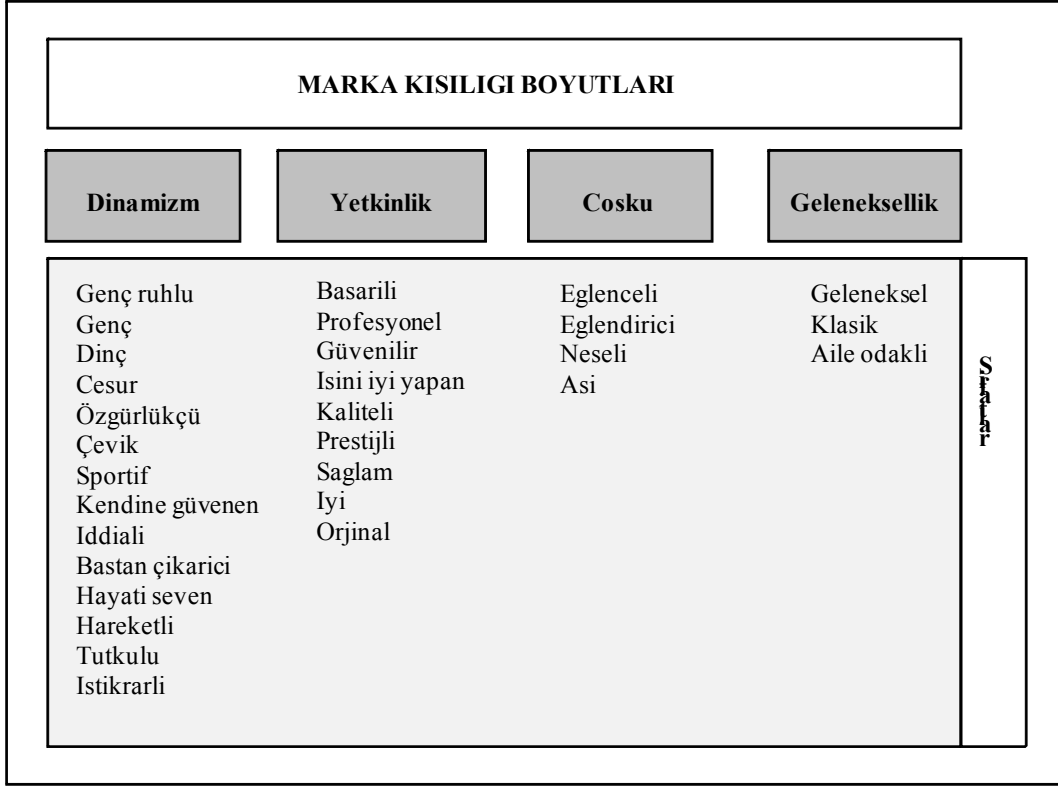 MARKA KISILIGI BOYUTLARI
Dinamizm
Yetkinlik
Cosku
Geleneksellik
Genç ruhlu
Genç
Dinç
Cesur
Özgürlükçü
Çevik
Sportif
Kendine güvenen
Iddiali
Bastan çikarici
Hayati seven
Hareketli
Tutkulu
Istikrarli
Basarili
Profesyonel
Güvenilir
Isini iyi yapan
Kaliteli
Prestijli
Saglam
Iyi
Orjinal
Eglenceli
Eglendirici
Neseli
Asi
Geleneksel
Klasik
Aile odakli
Sifatlar